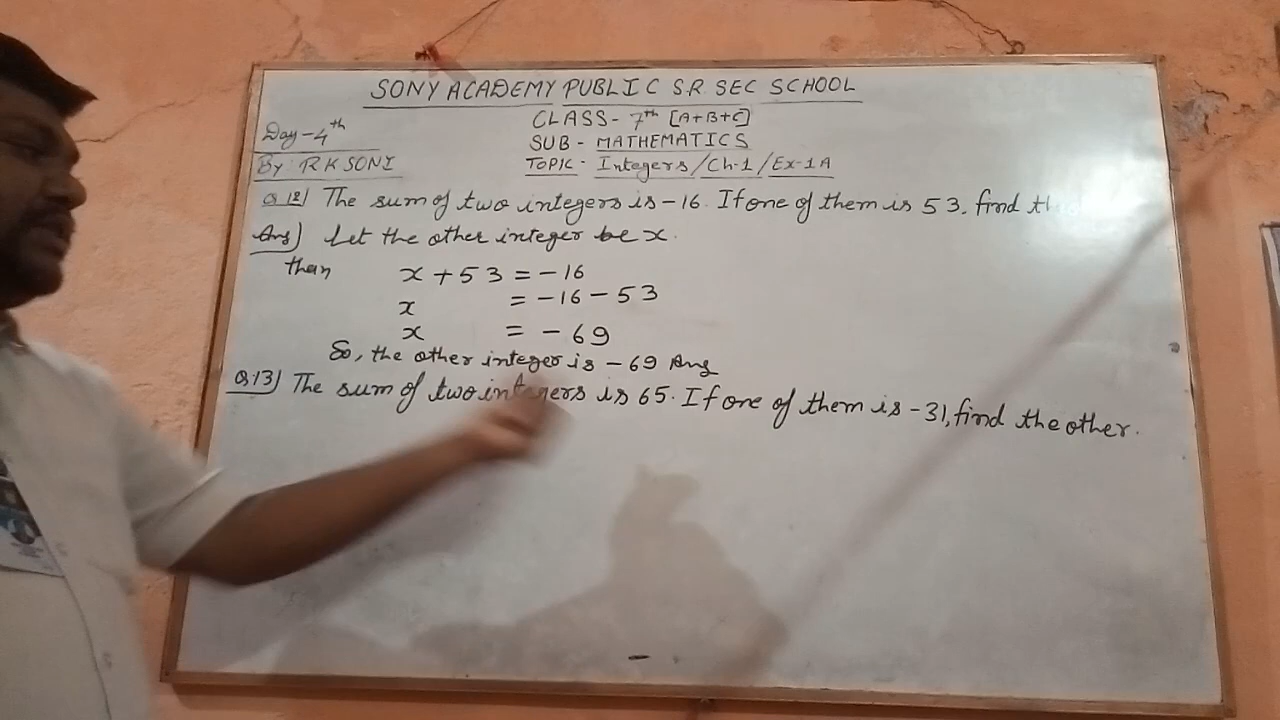 SONY ACADEMY PUBLIC SR. SEC SCHOOL
CLASS- 7th [A+B+C]
Day-4th
SUB - MATHEMATICS
By RK SONI
TOPIC - Integers/Ch-1/Ex-1A
Q.12) The sum of two integers is -16. If one of them is 53, find
Ans) Let the other integer be x.
then x + 53 = -16
x = -16 - 53
x = - 69
So, the other integer is - 69 Ans
Q.13) The sum of two integers is 65. If one of them is -31, find the other.